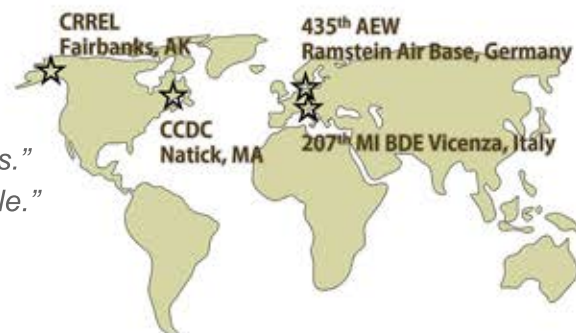 CRREL
Fairbanks, AK
435th AEW
Ramstein Air Base, Germany
CCDC
Natick, MA
207th MI BDE Vicenza, Italy
s.”
le.”